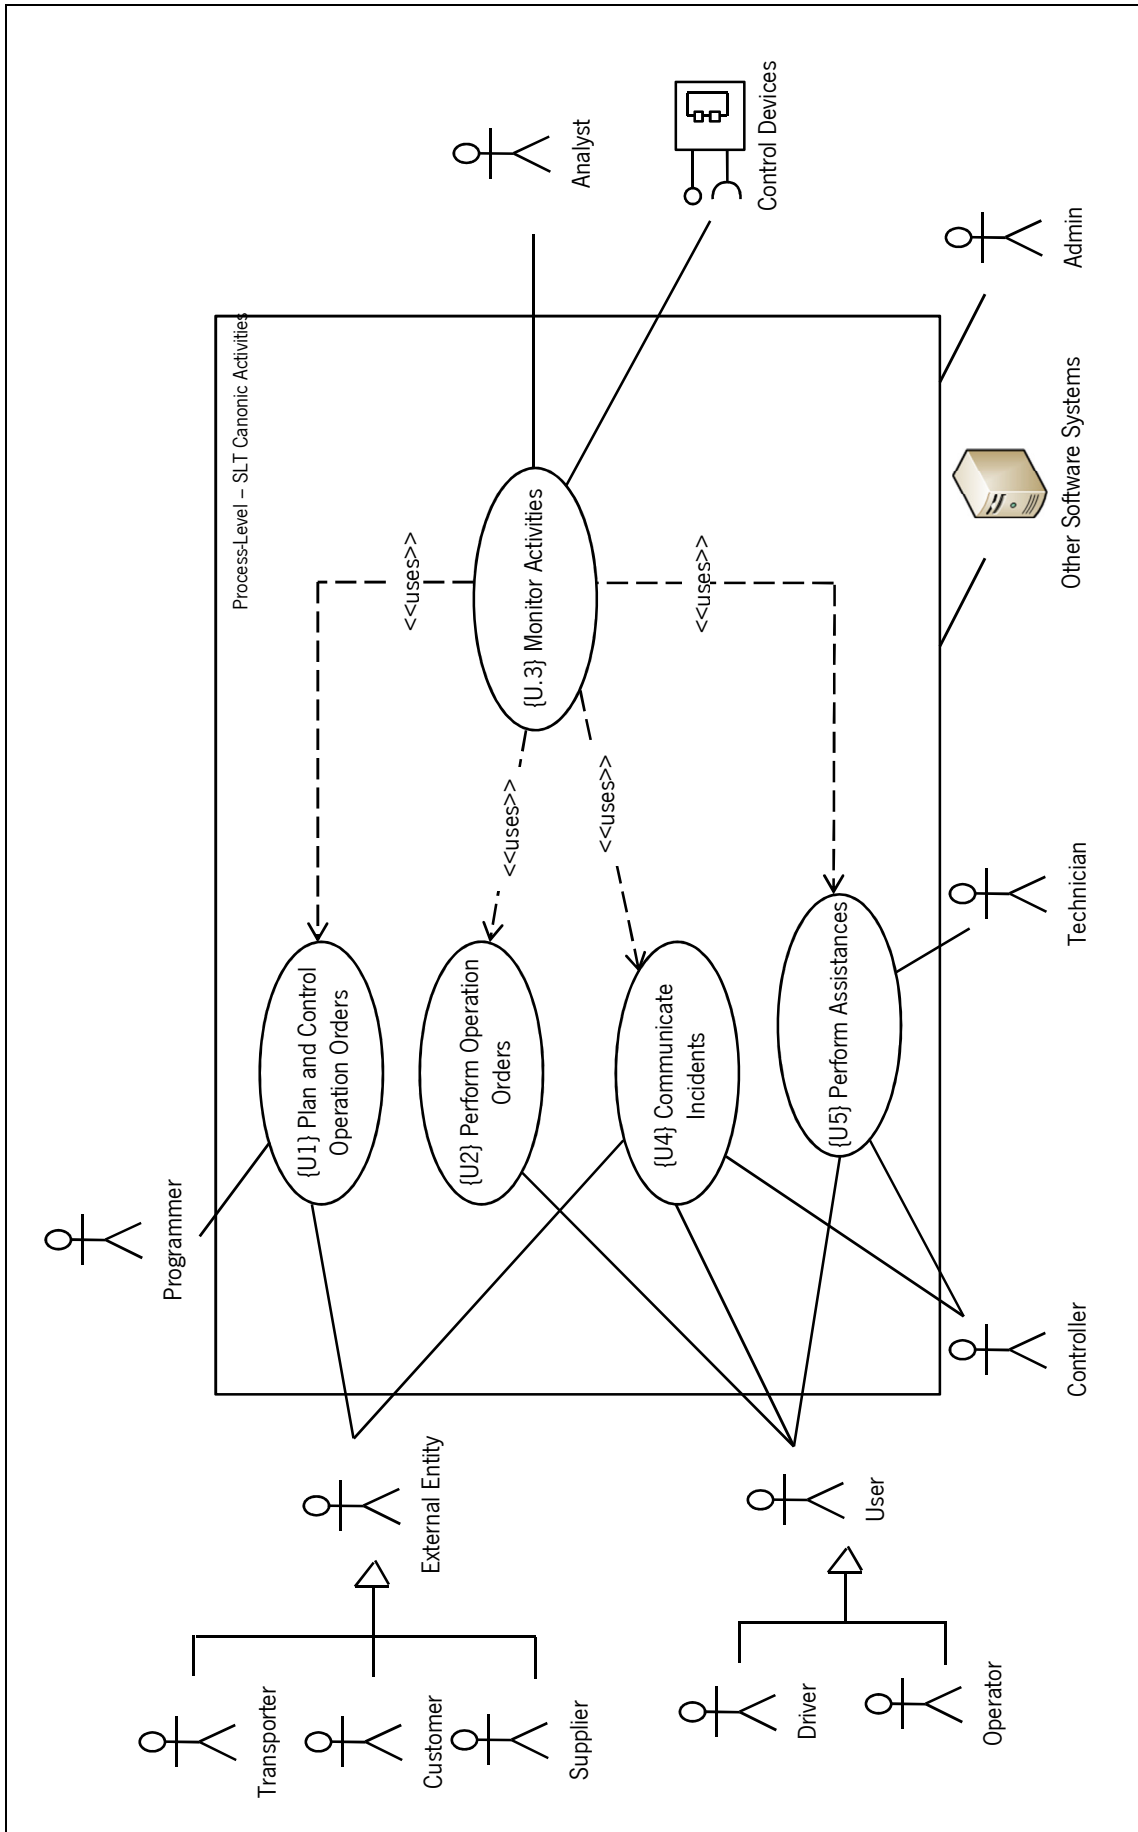 Process-Level – SLT Canonic Activities
Transporter
Customer
Supplier
Driver
Operator
External Entity
User
Programmer
Controller
Technician
Other Software Systems
Admin
Analyst
Control Devices
{U1} Plan and Control
Operation Orders
{U2} Perform Operation
Orders
{U4} Communicate
Incidents
{U5} Perform Assistances
{U.3} Monitor Activities
<<uses>>
<<uses>>
<<uses>>
<<uses>>